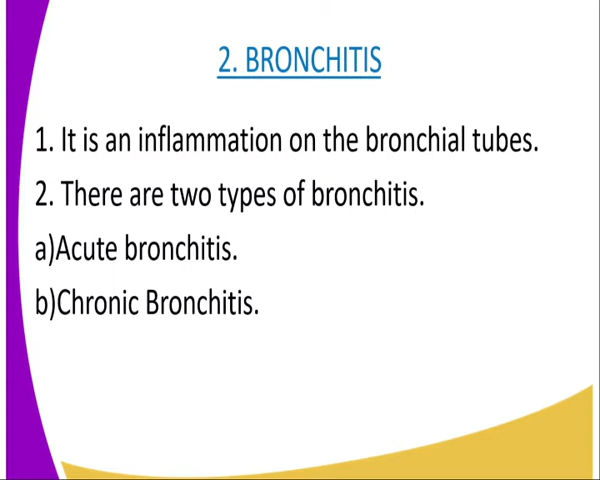 2. BRONCHITIS
1. It is an inflammation on the bronchial tubes.
2. There are two types of bronchitis.
a)Acute bronchitis.
b)Chronic Bronchitis.